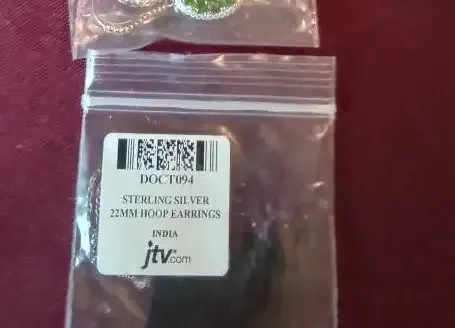 DOCT094
STERLING SILVER
22MM HOOP EARRINGS
INDIA
jtv.com